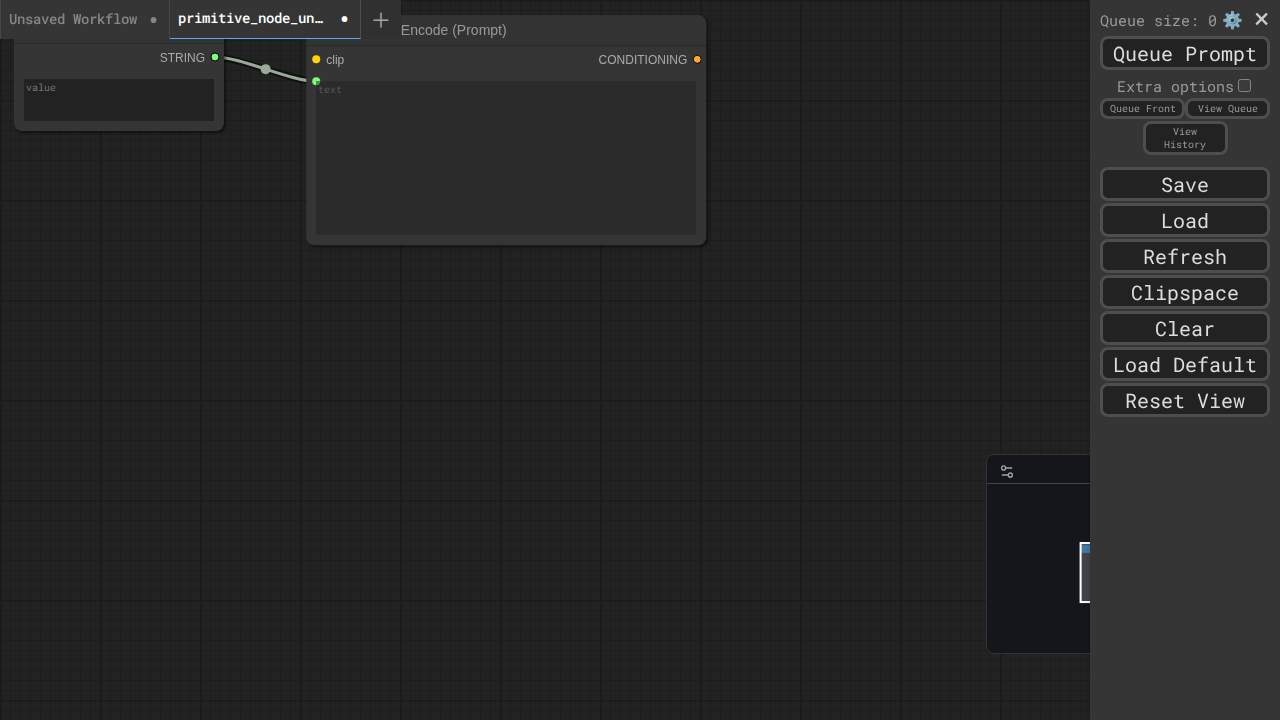 Unsaved Workflow
primitive_node_un…
Encode (Prompt)
STRING
value
clip
CONDITIONING
text
Queue size: 0
Queue Prompt
Extra options
Queue Front
View Queue
View
History
Save
Load
Refresh
Clipspace
Clear
Load Default
Reset View